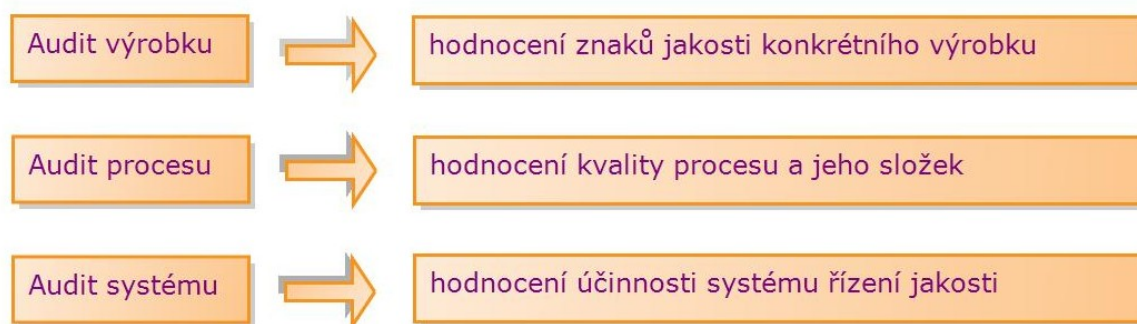 Audit výrobku
hodnocení znaků jakosti konkrétního výrobku
Audit procesu
hodnocení kvality procesu a jeho složek
Audit systému
hodnocení účinnosti systému řízení jakosti